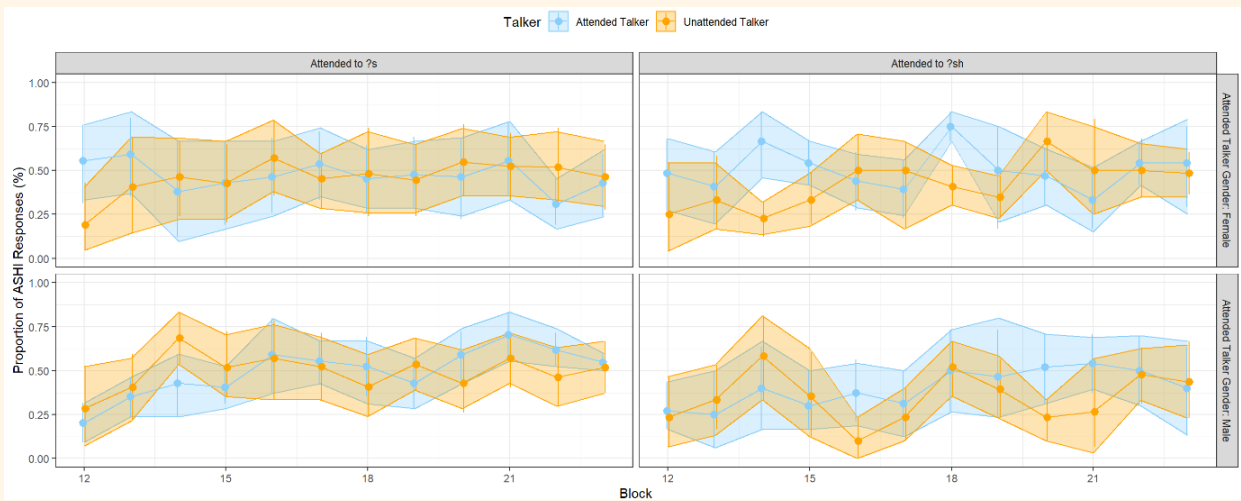 Talker Attended Talker Unattended Talker
Attended to ?s
Attended to ?sh
1.00
0.75
0.50
0.25
0.00
Attended Talker Gender: Female
1.00
0.75
0.50
0.25
0.00
Attended Talker Gender: Male
Proportion of ASHI Responses (%)
12 15 18 21
12 15 18 21
Block